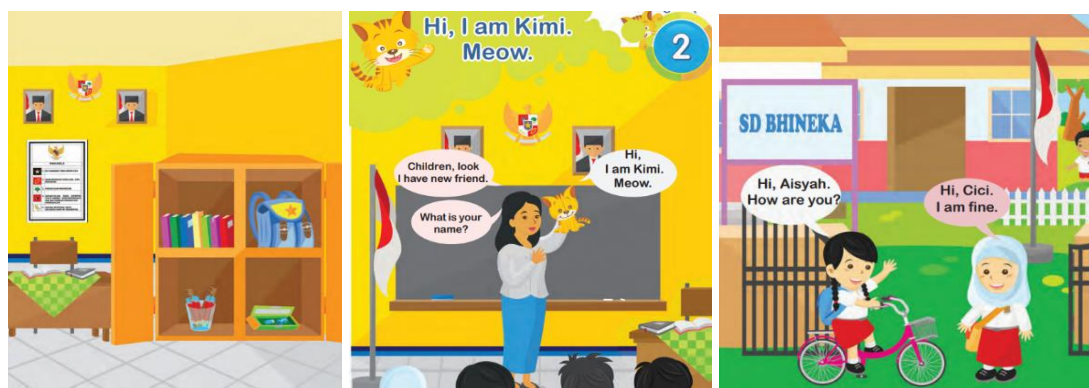 PANCASILA
Hi, I am Kimi.
Meow.
2
Children, look
I have new friend.
Hi,
I am Kimi.
Meow.
What is your
name?
SD BHINEKA
Hi, Aisyah.
How are you?
Hi, Cici.
I am fine.